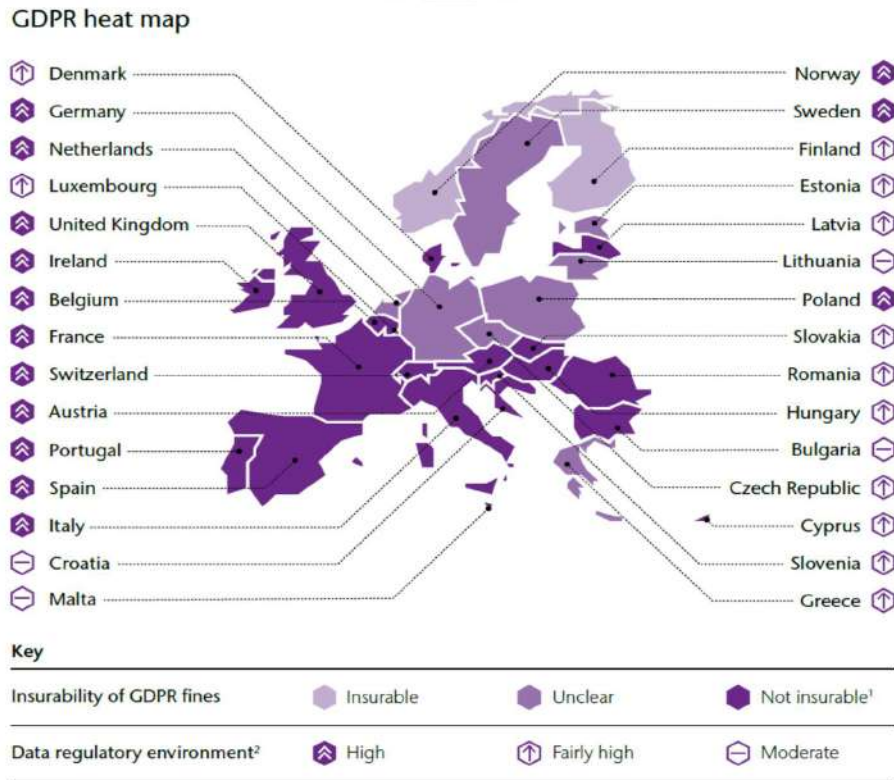 GDPR heat map
Denmark
Germany
Netherlands
Luxembourg
United Kingdom
Ireland
Belgium
France
Switzerland
Austria
Portugal
Spain
Italy
Croatia
Malta
Norway
Sweden
Finland
Estonia
Latvia
Lithuania
Poland
Slovakia
Romania
Hungary
Bulgaria
Czech Republic
Cyprus
Slovenia
Greece
Key
Insurability of GDPR fines Insurable Unclear Not insurable¹
Data regulatory environment² High Fairly high Moderate